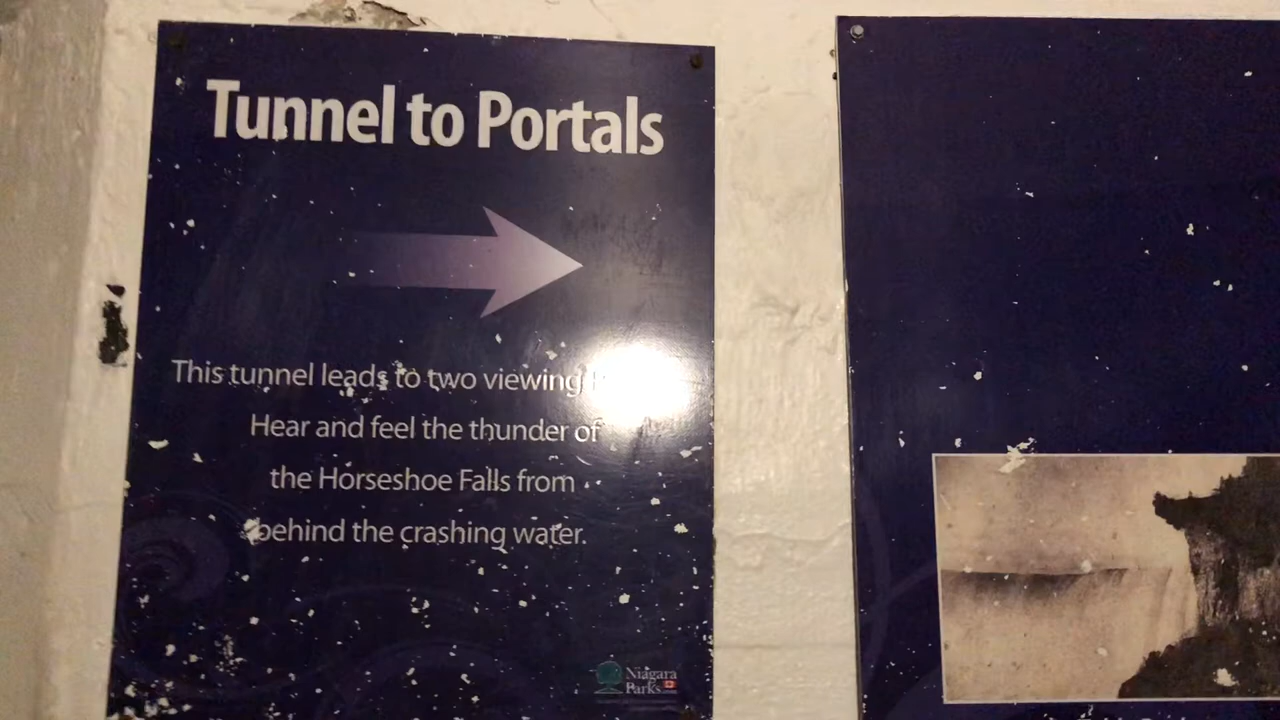 Tunnel to Portals
This tunnel leads to two viewing
Hear and feel the thunder of
the Horseshoe Falls from
behind the crashing water.
Niagara
Parks